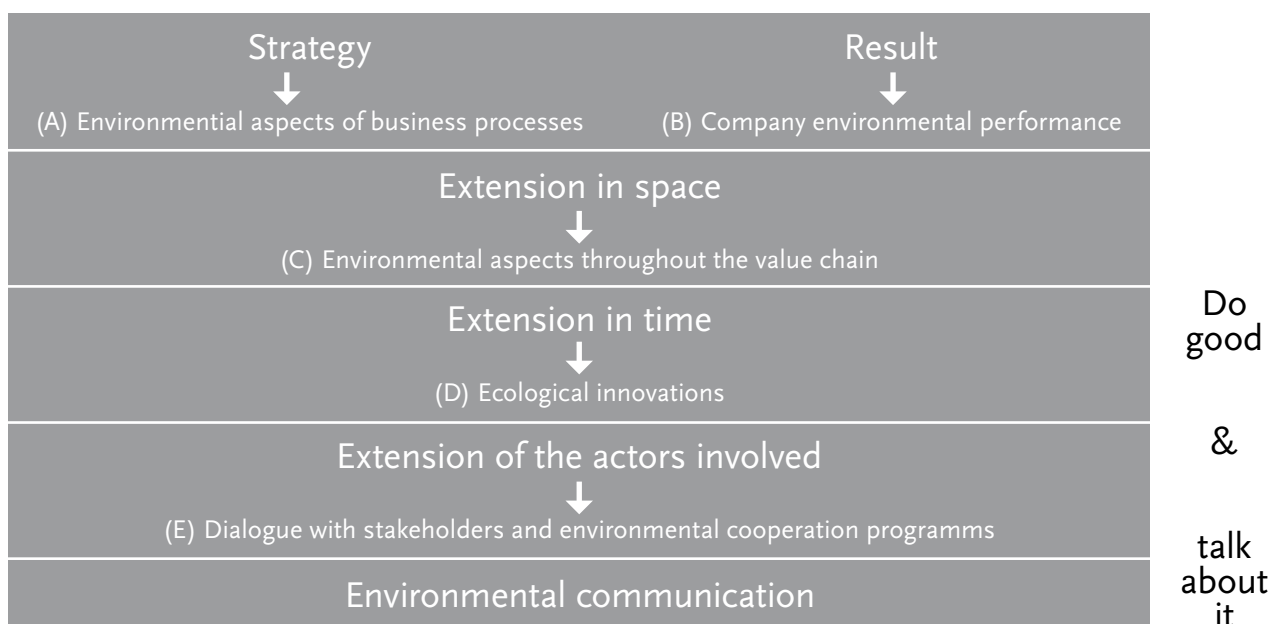 Strategy
Result
(A) Environmential aspects of business processes
(B) Company environmental performance
Extension in space
(C) Environmental aspects throughout the value chain
Extension in time
(D) Ecological innovations
Extension of the actors involved
(E) Dialogue with stakeholders and environmental cooperation programms
Environmental communication
Do
good
&
talk
about
it